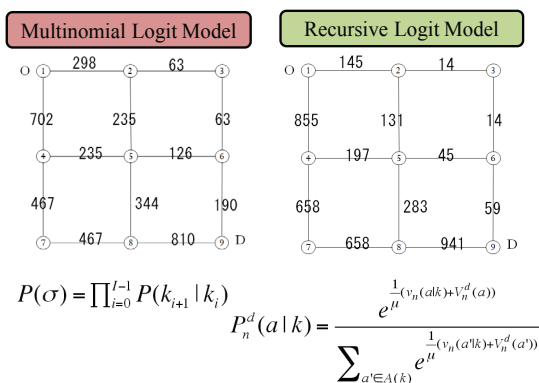 Multinomial Logit Model
Recursive Logit Model
O 1 298 2 63 3
702 235 63
4 235 5 126 6
467 344 190
7 467 8 810 9 D
O 1 145 2 14 3
855 131 14
4 197 5 45 6
658 283 59
7 658 8 941 9 D
P(σ) = ∏_{i=0}^{I-1} P(k_{i+1} | k_i)
P_n^d(a | k) = e^{1/μ (v_n(a|k)+V_n^d(a))} / ∑_{a'∈A(k)} e^{1/μ (v_n(a'|k)+V_n^d(a'))}